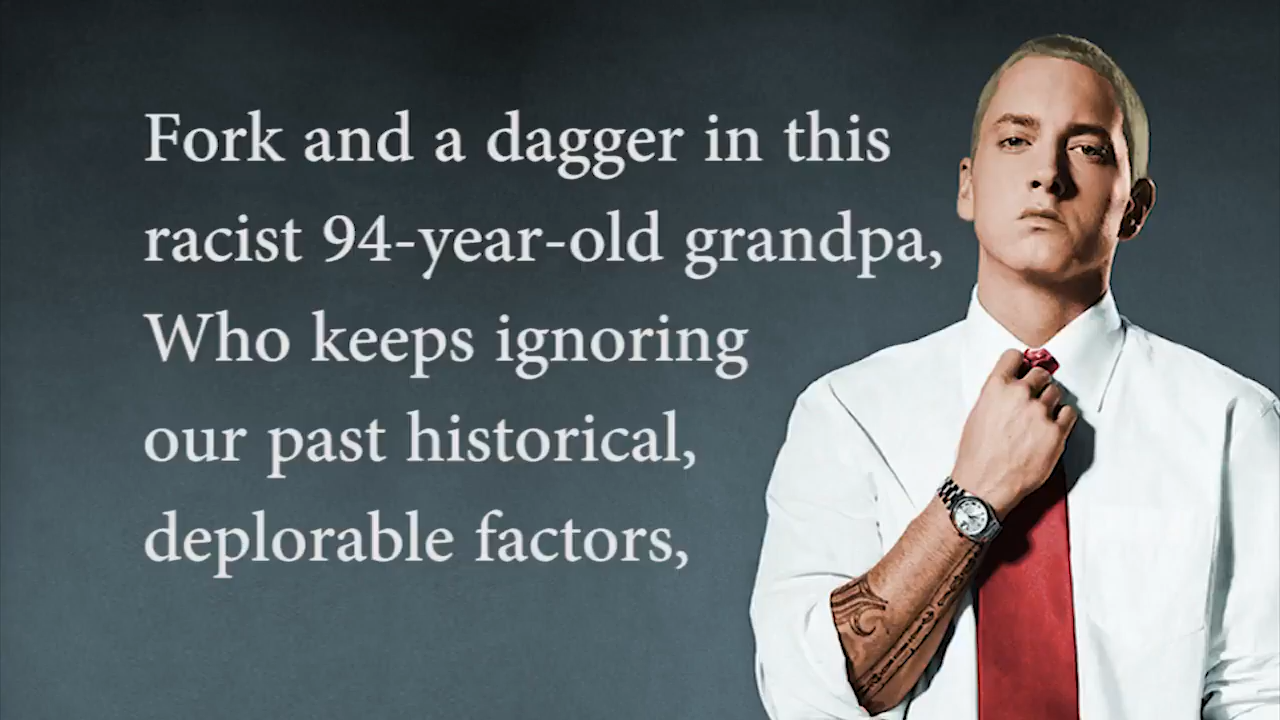 Fork and a dagger in this
racist 94-year-old grandpa,
Who keeps ignoring
our past historical,
deplorable factors,